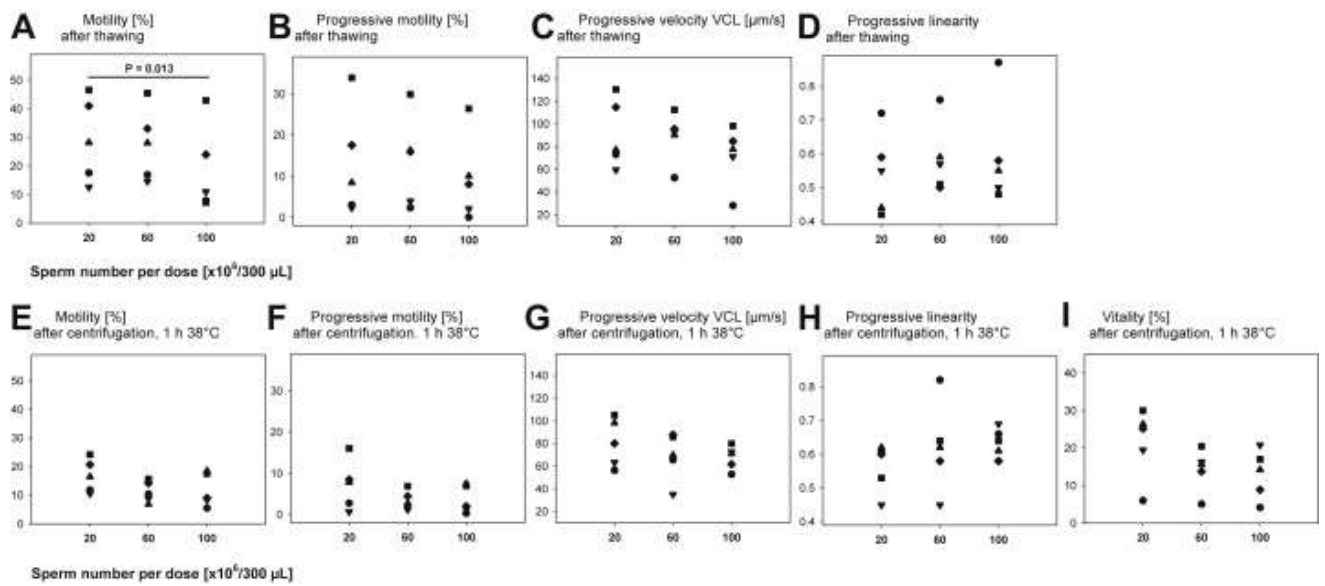 A Motility [%]
after thawing
B Progressive motility [%]
after thawing
C Progressive velocity VCL [µm/s]
after thawing
D Progressive linearity
after thawing
P = 0.013
50
40
30
20
10
0
20 60 100
30
20
10
0
20 60 100
140
120
100
80
60
40
20
20 60 100
0.8
0.7
0.6
0.5
0.4
20 60 100
Sperm number per dose [x10⁶/300 µL]
E Motility [%]
after centrifugation, 1 h 38°C
F Progressive motility [%]
after centrifugation. 1 h 38°C
G Progressive velocity VCL [µm/s]
after centrifugation, 1 h 38°C
H Progressive linearity
after centrifugation, 1 h 38°C
I Vitality [%]
after centrifugation, 1 h 38°C
50
40
30
20
10
0
20 60 100
30
20
10
0
20 60 100
140
120
100
80
60
40
20
20 60 100
0.8
0.7
0.6
0.5
0.4
20 60 100
40
30
20
10
0
20 60 100
Sperm number per dose [x10⁶/300 µL]